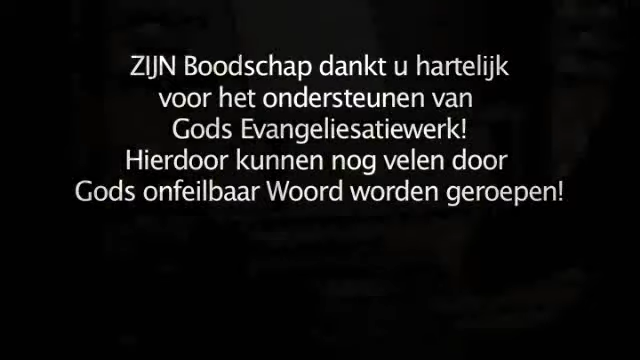 ZIJN Boodschap dankt u hartelijk
voor het ondersteunen van
Gods Evangeliesatiewerk!
Hierdoor kunnen nog velen door
Gods onfeilbaar Woord worden geroepen!